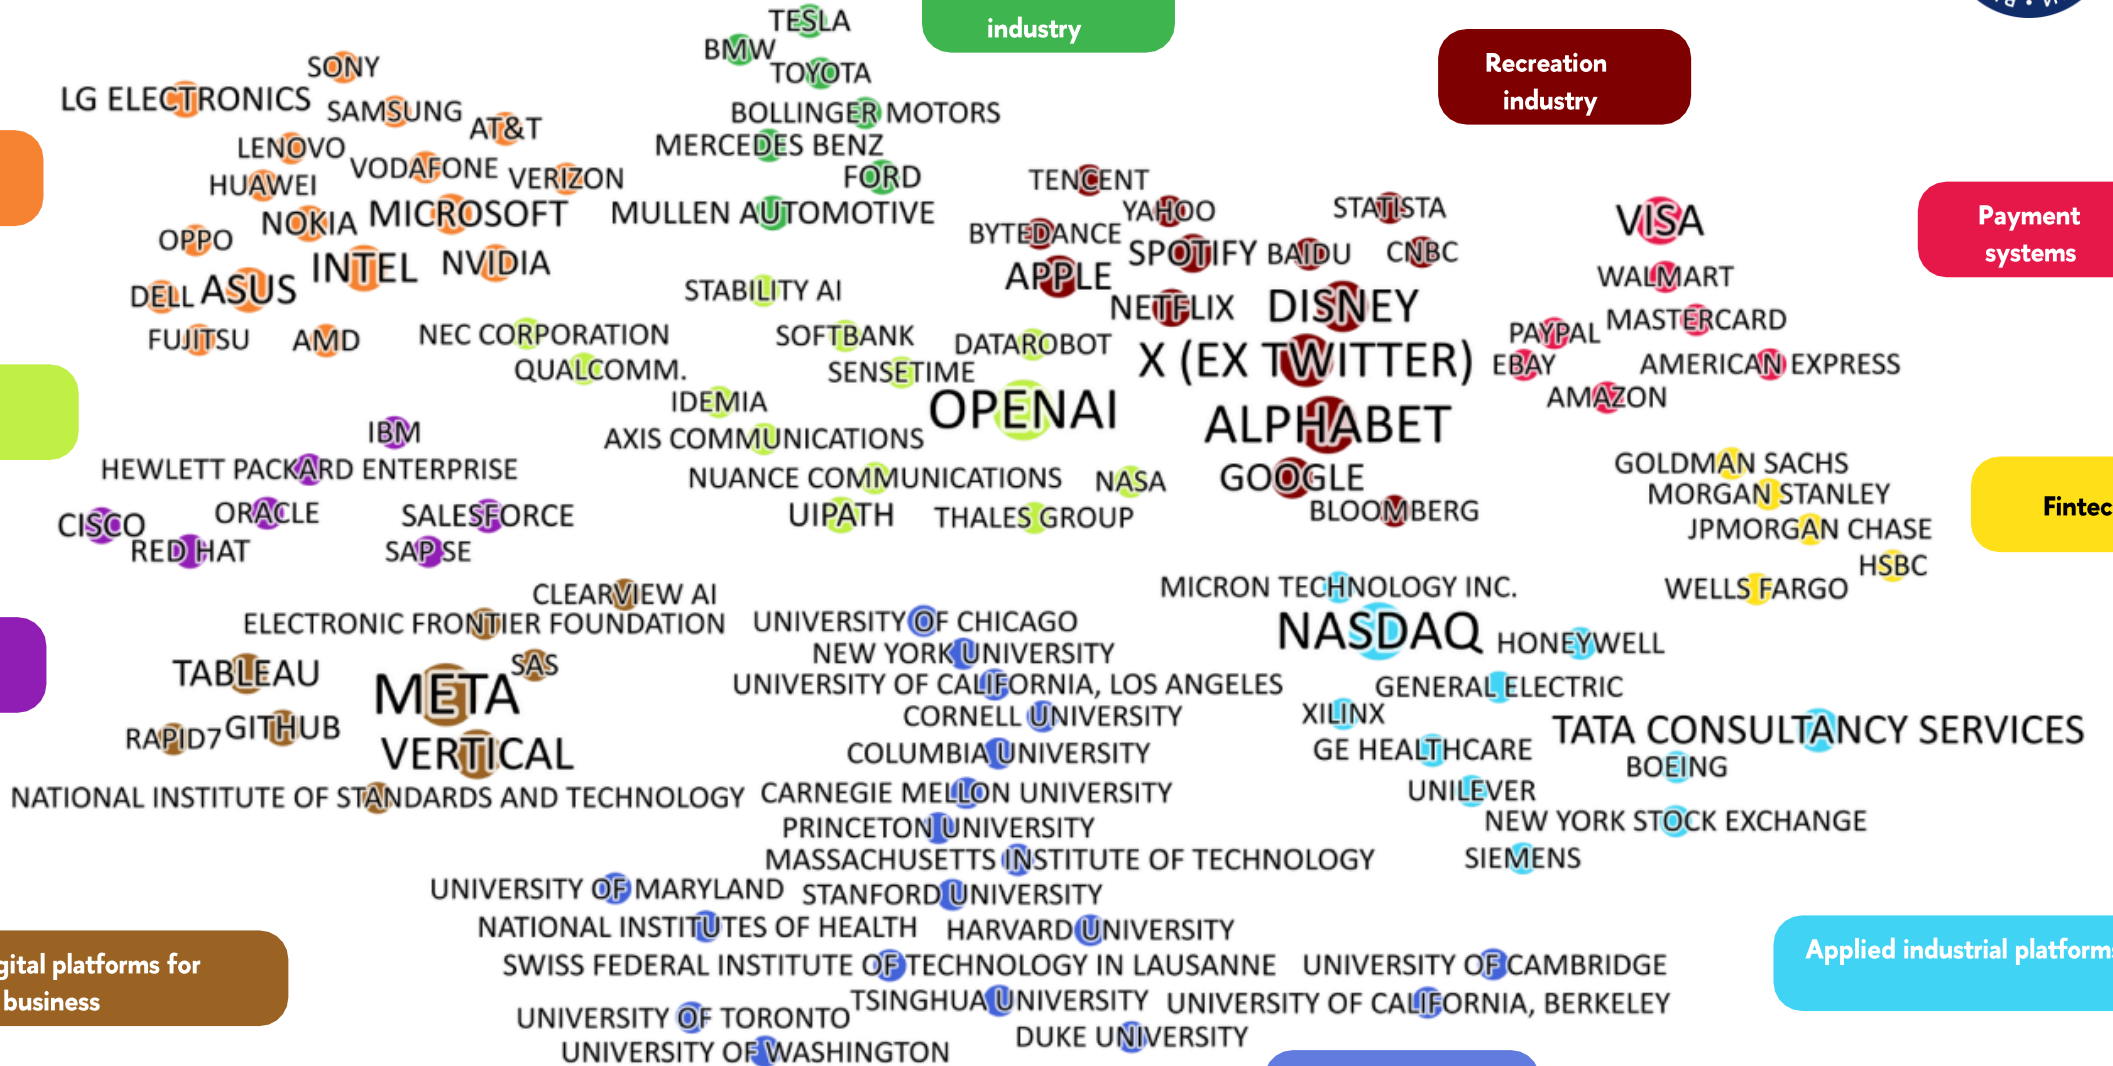 industry
Recreation
industry
Payment
systems
Fintec
Applied industrial platform
gital platforms for
business
TESLA
BMW
TOYOTA
BOLLINGER MOTORS
MERCEDES BENZ
FORD
MULLEN AUTOMOTIVE
SONY
LG ELECTRONICS
SAMSUNG
AT&T
LENOVO
VODAFONE
VERIZON
HUAWEI
NOKIA
MICROSOFT
OPPO
INTEL
NVIDIA
DELL
ASUS
FUJITSU
AMD
STABILITY AI
NEC CORPORATION
SOFTBANK
DATAROBOT
QUALCOMM.
SENSETIME
IDEMIA
OPENAI
AXIS COMMUNICATIONS
NUANCE COMMUNICATIONS
NASA
UIPATH
THALES GROUP
TENCENT
YAHOO
STATISTA
BYTEDANCE
SPOTIFY
BAIDU
CNBC
APPLE
NETFLIX
DISNEY
X (EX TWITTER)
ALPHABET
GOOGLE
BLOOMBERG
VISA
WALMART
MASTERCARD
PAYPAL
EBAY
AMERICAN EXPRESS
AMAZON
GOLDMAN SACHS
MORGAN STANLEY
JPMORGAN CHASE
HSBC
WELLS FARGO
IBM
HEWLETT PACKARD ENTERPRISE
CISCO
ORACLE
SALESFORCE
RED HAT
SAP SE
CLEARVIEW AI
ELECTRONIC FRONTIER FOUNDATION
SAS
TABLEAU
META
RAPID7
GITHUB
VERTICAL
NATIONAL INSTITUTE OF STANDARDS AND TECHNOLOGY
MICRON TECHNOLOGY INC.
NASDAQ
HONEYWELL
GENERAL ELECTRIC
XILINX
TATA CONSULTANCY SERVICES
GE HEALTHCARE
BOEING
UNILEVER
NEW YORK STOCK EXCHANGE
SIEMENS
UNIVERSITY OF CHICAGO
NEW YORK UNIVERSITY
UNIVERSITY OF CALIFORNIA, LOS ANGELES
CORNELL UNIVERSITY
COLUMBIA UNIVERSITY
CARNEGIE MELLON UNIVERSITY
PRINCETON UNIVERSITY
MASSACHUSETTS INSTITUTE OF TECHNOLOGY
UNIVERSITY OF MARYLAND
STANFORD UNIVERSITY
NATIONAL INSTITUTES OF HEALTH
HARVARD UNIVERSITY
SWISS FEDERAL INSTITUTE OF TECHNOLOGY IN LAUSANNE
UNIVERSITY OF CAMBRIDGE
TSINGHUA UNIVERSITY
UNIVERSITY OF CALIFORNIA, BERKELEY
UNIVERSITY OF TORONTO
DUKE UNIVERSITY
UNIVERSITY OF WASHINGTON